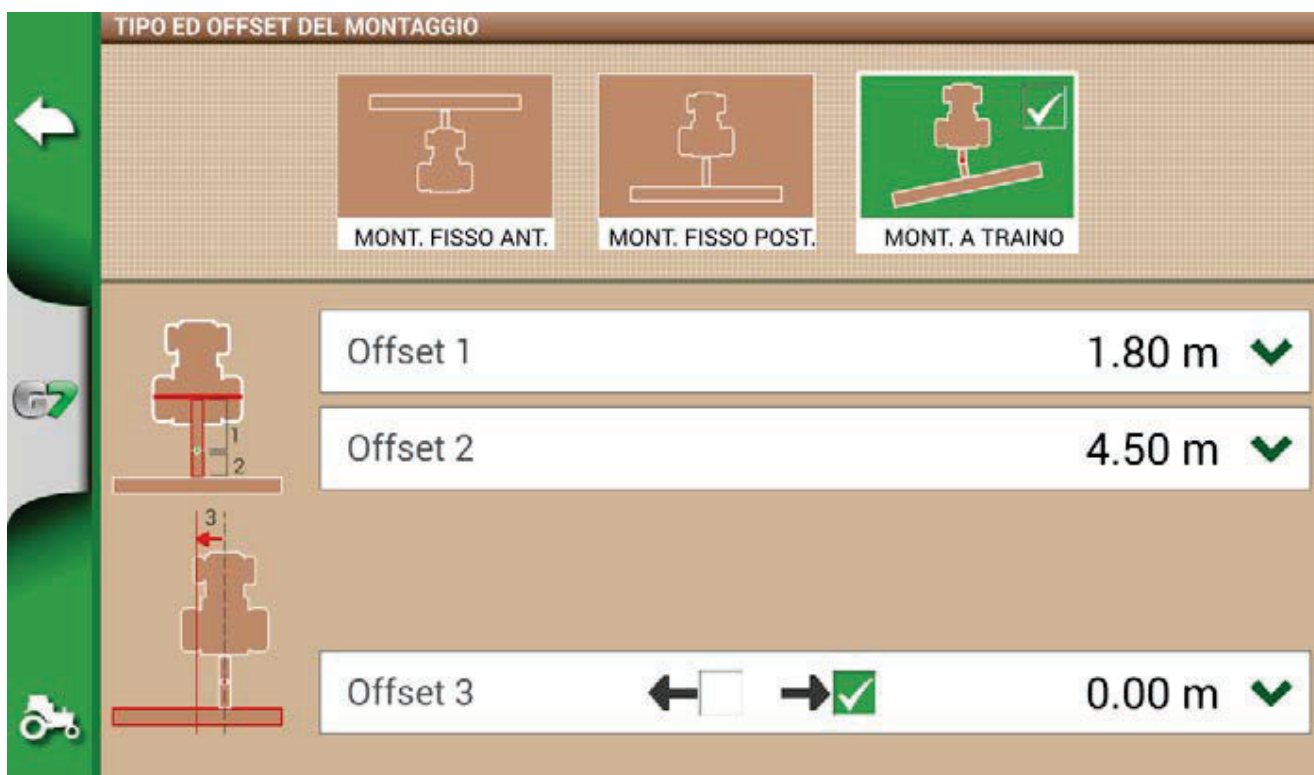 TIPO ED OFFSET DEL MONTAGGIO
MONT. FISSO ANT. MONT. FISSO POST. MONT. A TRAINO
G7
1
2
Offset 1 1.80 m
Offset 2 4.50 m
3
Offset 3 0.00 m